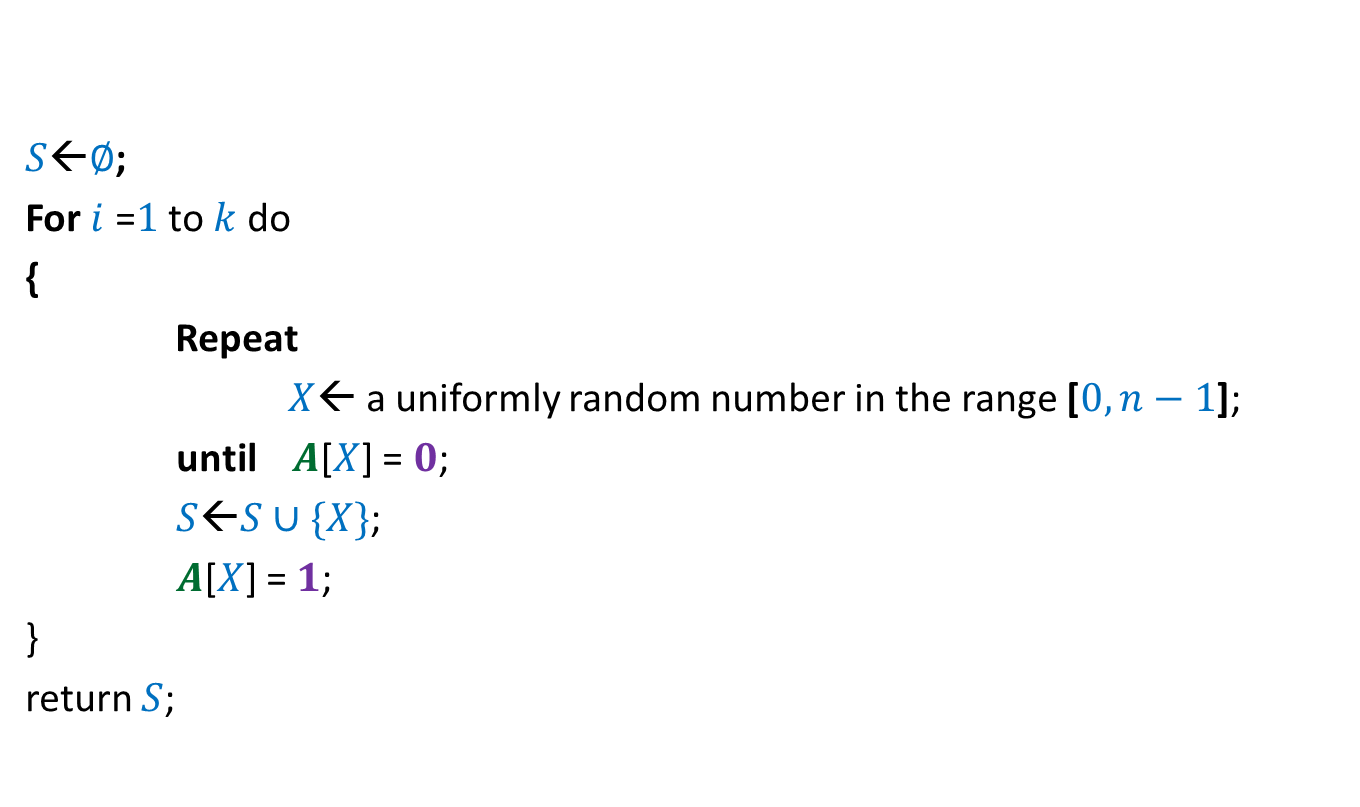 S←∅;
For i =1 to k do
{
Repeat
X← a uniformly random number in the range [0, n − 1];
until A[X] = 0;
S←S ∪ {X};
A[X] = 1;
}
return S;